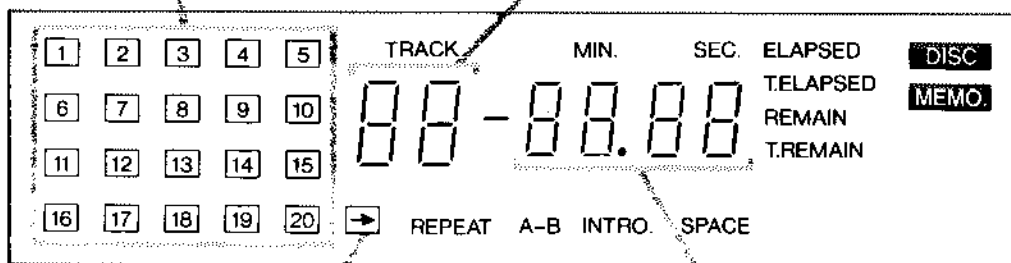 1 2 3 4 5
6 7 8 9 10
11 12 13 14 15
16 17 18 19 20 →
TRACK MIN. SEC.
88 - 88.88
ELAPSED
T.ELAPSED
REMAIN
T.REMAIN
DISC
MEMO.
REPEAT A-B INTRO. SPACE